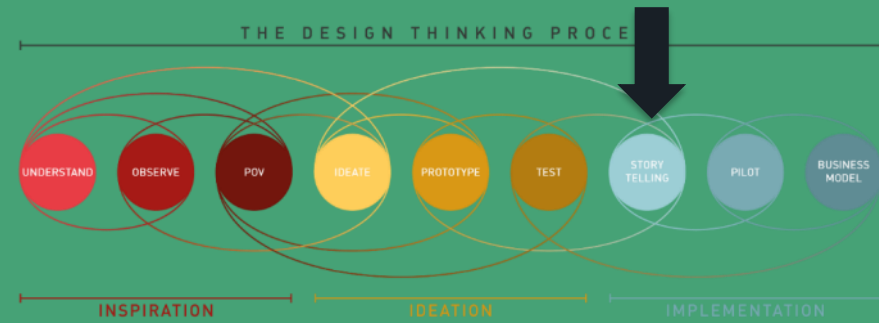 THE DESIGN THINKING PROCE
UNDERSTAND
OBSERVE
POV
IDEATE
PROTOTYPE
TEST
STORY
TELLING
PILOT
BUSINESS
MODEL
INSPIRATION
IDEATION
IMPLEMENTATION